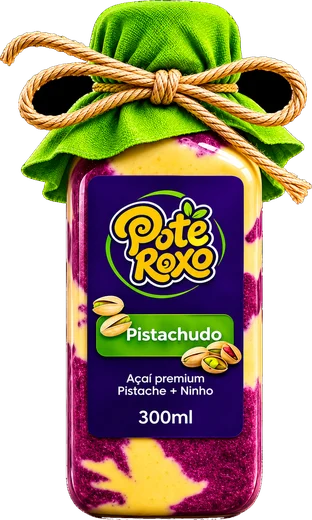 Pote
Roxo
Pistachudo
Açaí premium
Pistache + Ninho
300ml